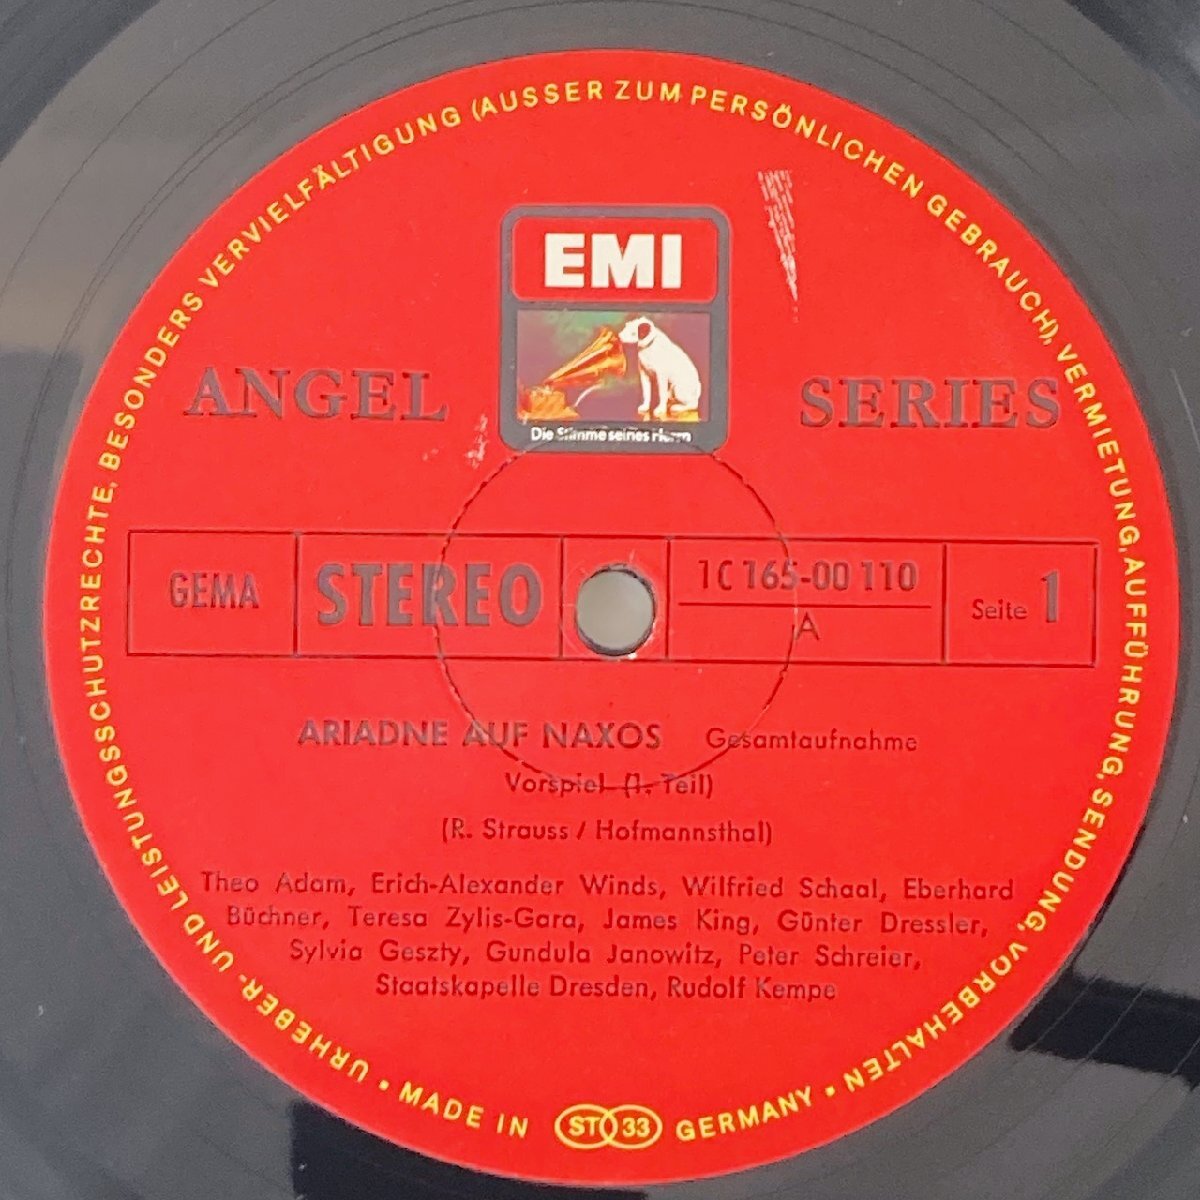 URHEBER- UND LEISTUNGSSCHUTZRECHTE, BESONDERS VERVIELFÄLTIGUNG (AUSSER ZUM PERSÖNLICHEN GEBRAUCH), VERMIETUNG, AUFFÜHRUNG, SENDUNG, VORBEHALTEN •
EMI
Die Stimme seines Herrn
ANGEL SERIES
GEMA STEREO 1C 165-00 110 Seite 1
A
ARIADNE AUF NAXOS Gesamtaufnahme
Vorspiel (1. Teil)
(R. Strauss / Hofmannsthal)
Theo Adam, Erich-Alexander Winds, Wilfried Schaal, Eberhard
Büchner, Teresa Zylis-Gara, James King, Günter Dressler,
Sylvia Geszty, Gundula Janowitz, Peter Schreier,
Staatskapelle Dresden, Rudolf Kempe
• MADE IN ST 33 GERMANY